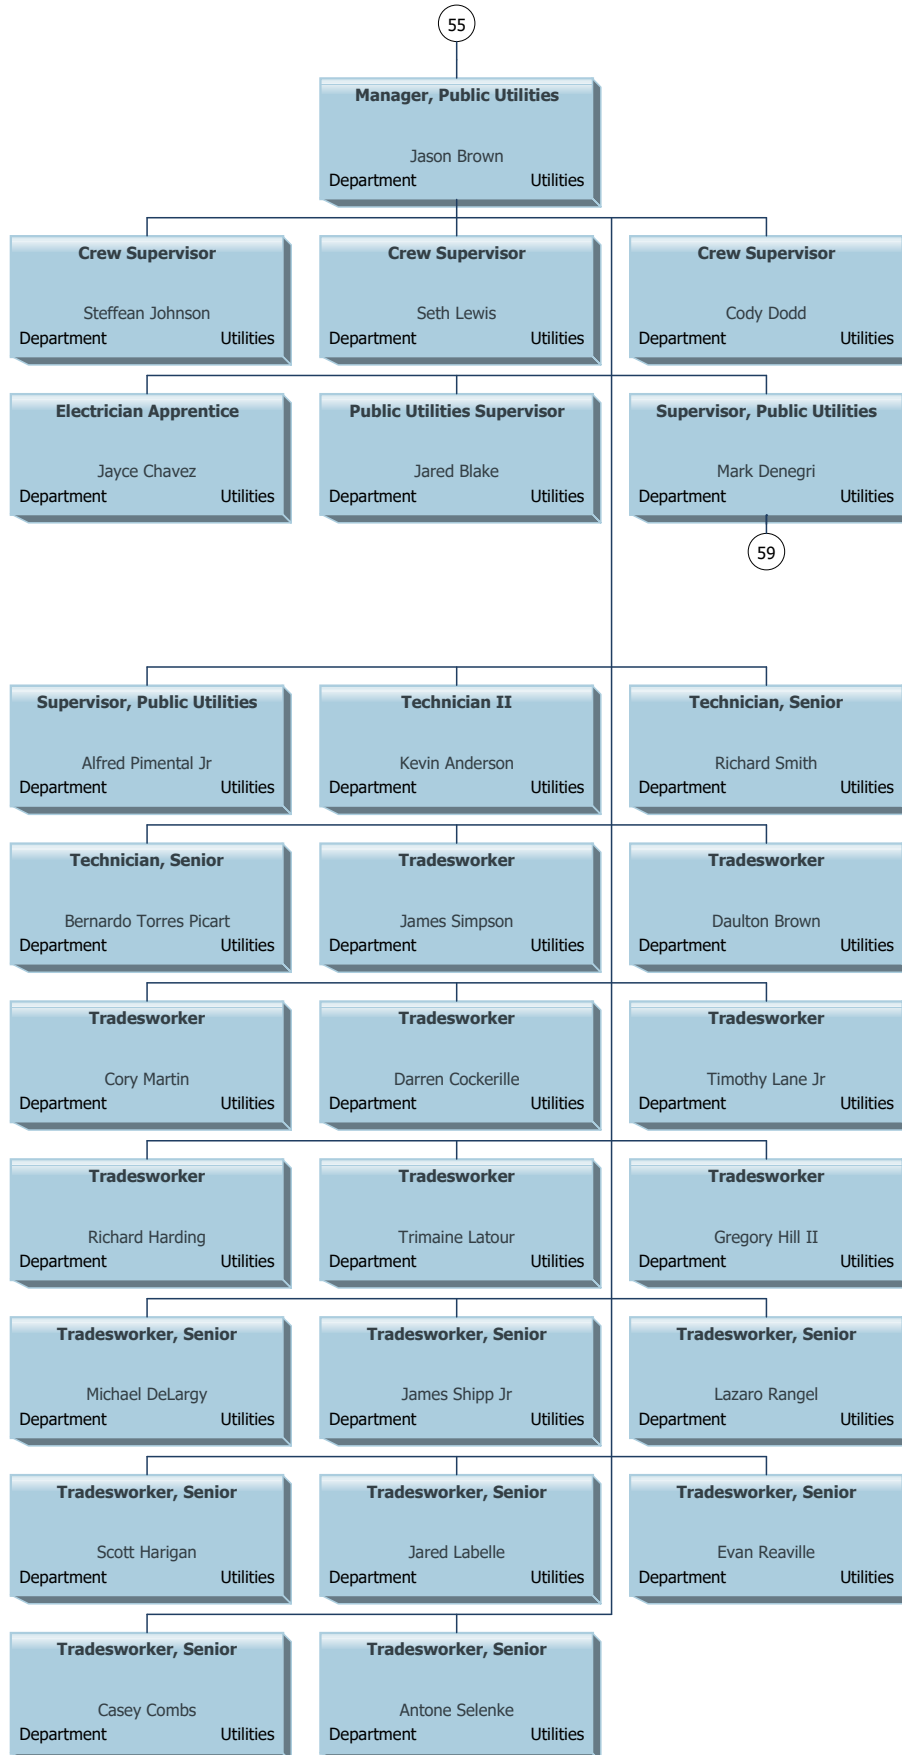 55
Manager, Public Utilities
Jason Brown
Department Utilities
Crew Supervisor
Steffean Johnson
Department Utilities
Crew Supervisor
Seth Lewis
Department Utilities
Crew Supervisor
Cody Dodd
Department Utilities
Electrician Apprentice
Jayce Chavez
Department Utilities
Public Utilities Supervisor
Jared Blake
Department Utilities
Supervisor, Public Utilities
Mark Denegri
Department Utilities
59
Supervisor, Public Utilities
Alfred Pimental Jr
Department Utilities
Technician II
Kevin Anderson
Department Utilities
Technician, Senior
Richard Smith
Department Utilities
Technician, Senior
Bernardo Torres Picart
Department Utilities
Tradesworker
James Simpson
Department Utilities
Tradesworker
Daulton Brown
Department Utilities
Tradesworker
Cory Martin
Department Utilities
Tradesworker
Darren Cockerille
Department Utilities
Tradesworker
Timothy Lane Jr
Department Utilities
Tradesworker
Richard Harding
Department Utilities
Tradesworker
Trimaine Latour
Department Utilities
Tradesworker
Gregory Hill II
Department Utilities
Tradesworker, Senior
Michael DeLargy
Department Utilities
Tradesworker, Senior
James Shipp Jr
Department Utilities
Tradesworker, Senior
Lazaro Rangel
Department Utilities
Tradesworker, Senior
Scott Harigan
Department Utilities
Tradesworker, Senior
Jared Labelle
Department Utilities
Tradesworker, Senior
Evan Reaville
Department Utilities
Tradesworker, Senior
Casey Combs
Department Utilities
Tradesworker, Senior
Antone Selenke
Department Utilities